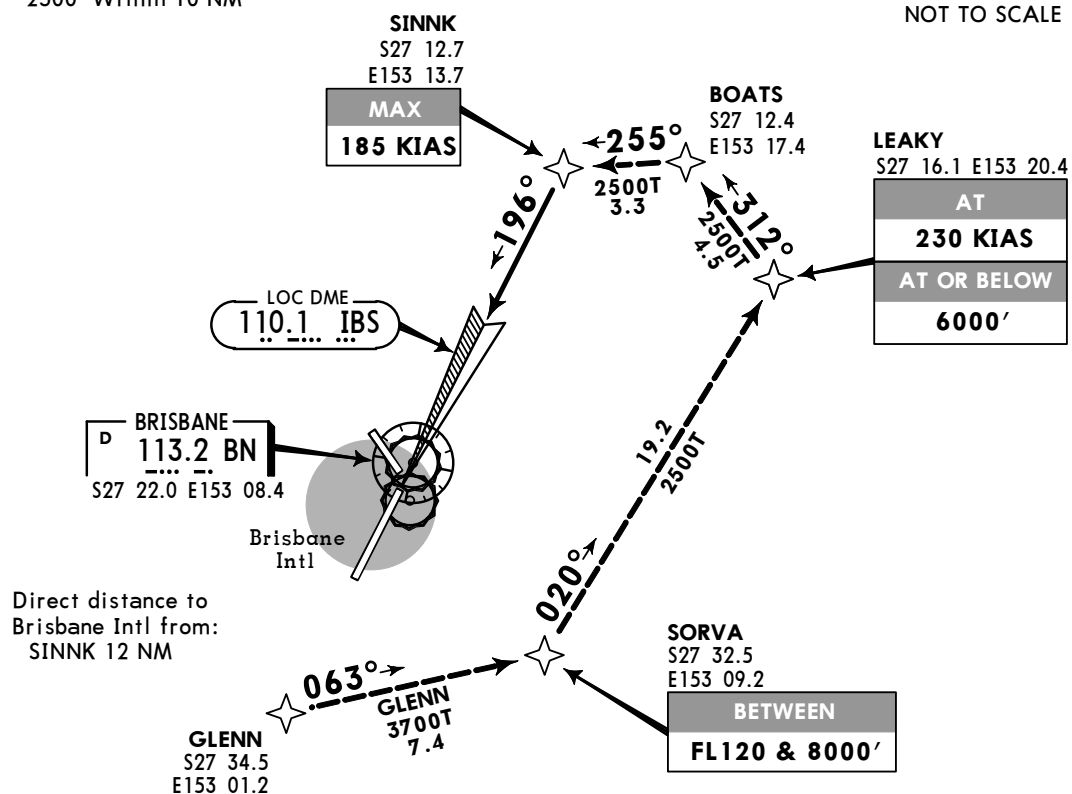 2500' Within 10 NM
NOT TO SCALE
SINNK
S27 12.7
E153 13.7
MAX
185 KIAS
BOATS
S27 12.4
E153 17.4
LEAKY
S27 16.1 E153 20.4
AT
230 KIAS
AT OR BELOW
6000'
255°
2500T
3.3
312°
2500T
4.5
196°
LOC DME
110.1 IBS
BRISBANE
D 113.2 BN
S27 22.0 E153 08.4
Brisbane
Intl
19.2
2500T
020°
Direct distance to
Brisbane Intl from:
SINNK 12 NM
SORVA
S27 32.5
E153 09.2
BETWEEN
FL120 & 8000'
063°
GLENN
3700T
7.4
GLENN
S27 34.5
E153 01.2